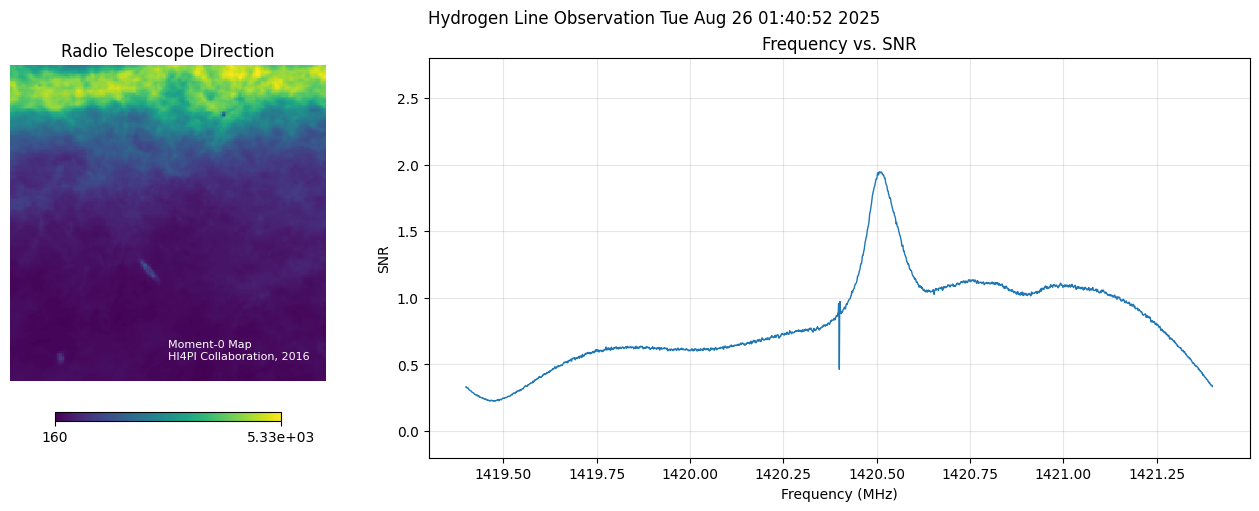 Hydrogen Line Observation Tue Aug 26 01:40:52 2025
Radio Telescope Direction
Moment-0 Map
HI4PI Collaboration, 2016
160 5.33e+03
Frequency vs. SNR
SNR
2.5
2.0
1.5
1.0
0.5
0.0
1419.50 1419.75 1420.00 1420.25 1420.50 1420.75 1421.00 1421.25
Frequency (MHz)